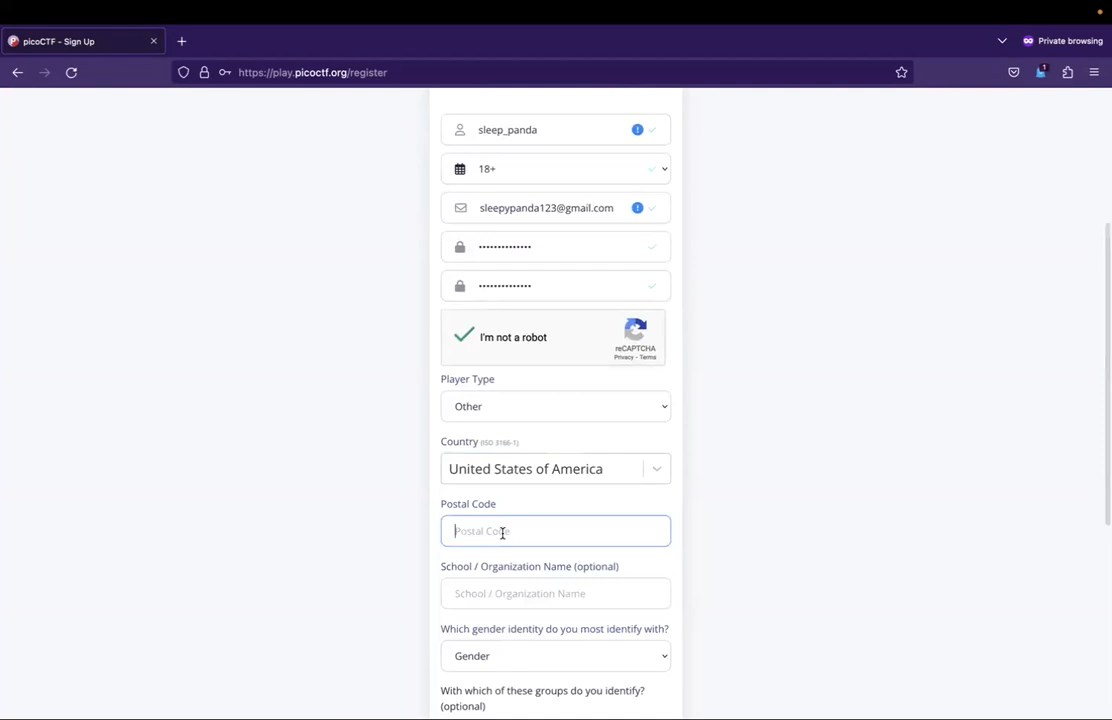 picoCTF - Sign Up
Private browsing
https://play.picoctf.org/register
1
sleep_panda
18+
sleepypanda123@gmail.com
••••••••••••••
••••••••••••••
I'm not a robot
reCAPTCHA
Privacy - Terms
Player Type
Other
Country (ISO 3166-1)
United States of America
Postal Code
Postal Code
School / Organization Name (optional)
School / Organization Name
Which gender identity do you most identify with?
Gender
With which of these groups do you identify?
(optional)